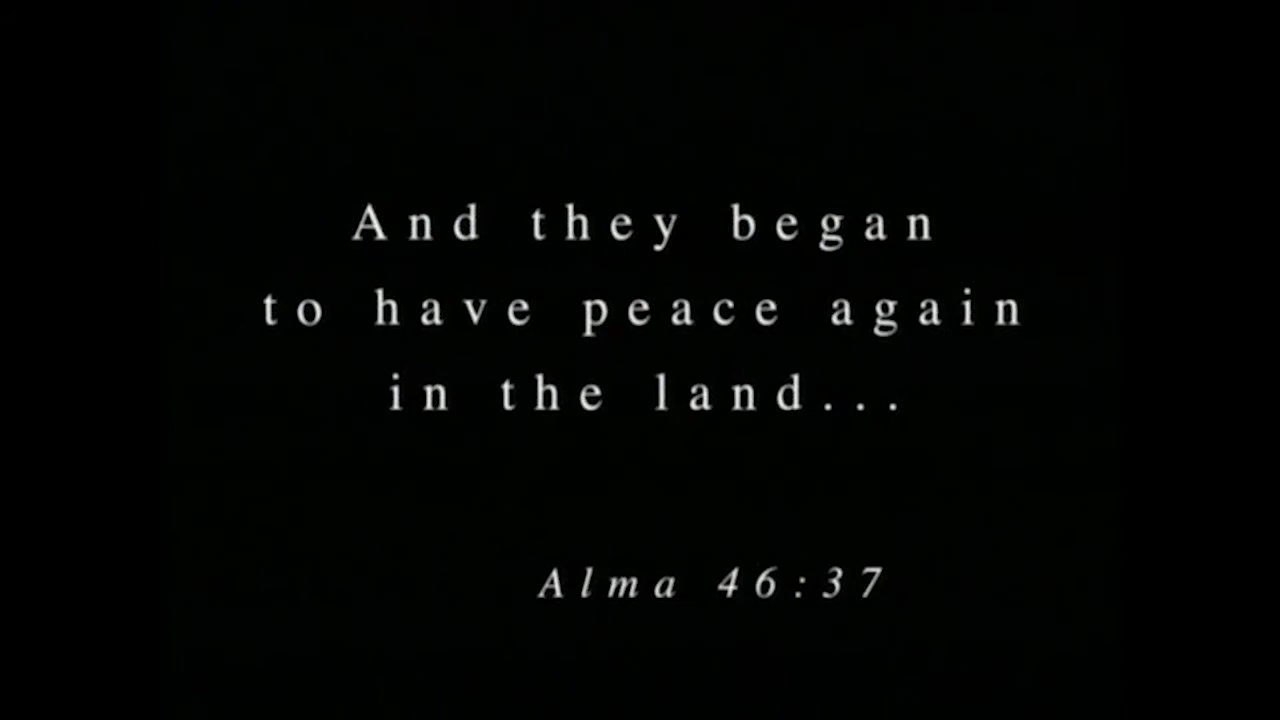 And they began
to have peace again
in the land...
Alma 46:37